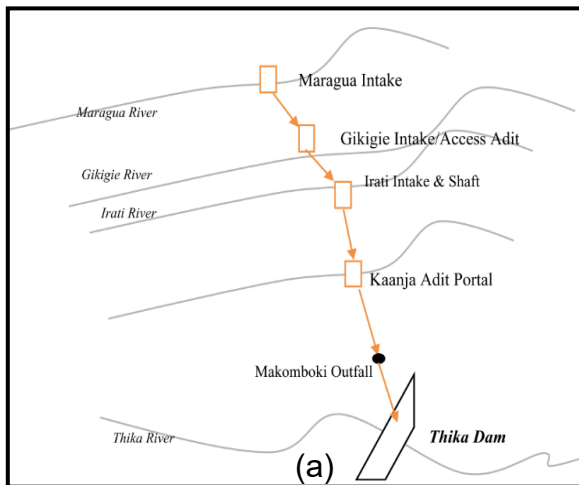 Maragua Intake
Maragua River
Gikigie Intake/Access Adit
Gikigie River
Irati Intake & Shaft
Irati River
Kaanja Adit Portal
Makomboki Outfall
Thika River
Thika Dam
(a)